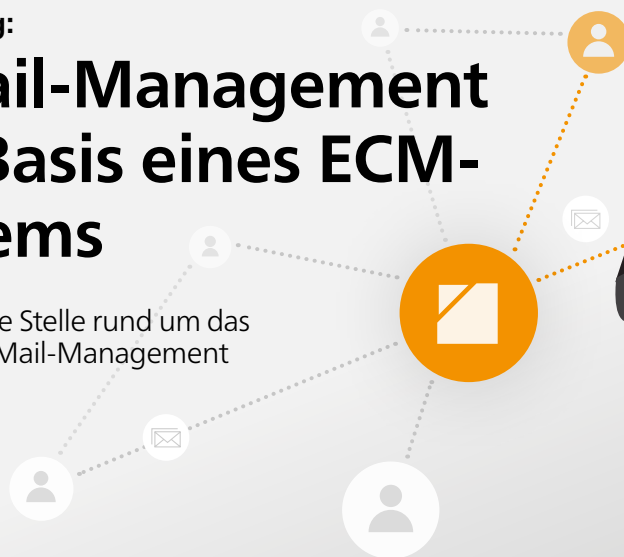 g:
ail-Management
Basis eines ECM-
ems
e Stelle rund um das
Mail-Management